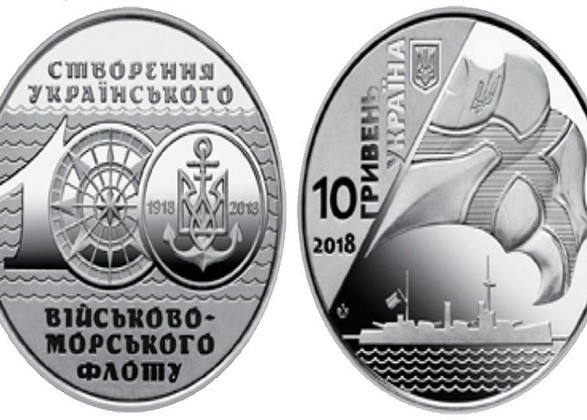 СТВОРЕННЯ
УКРАЇНСЬКОГО
100
1918 2018
ВІЙСЬКОВО-
МОРСЬКОГО
ФЛОТУ
УКРАЇНА
10 ГРИВЕНЬ
2018